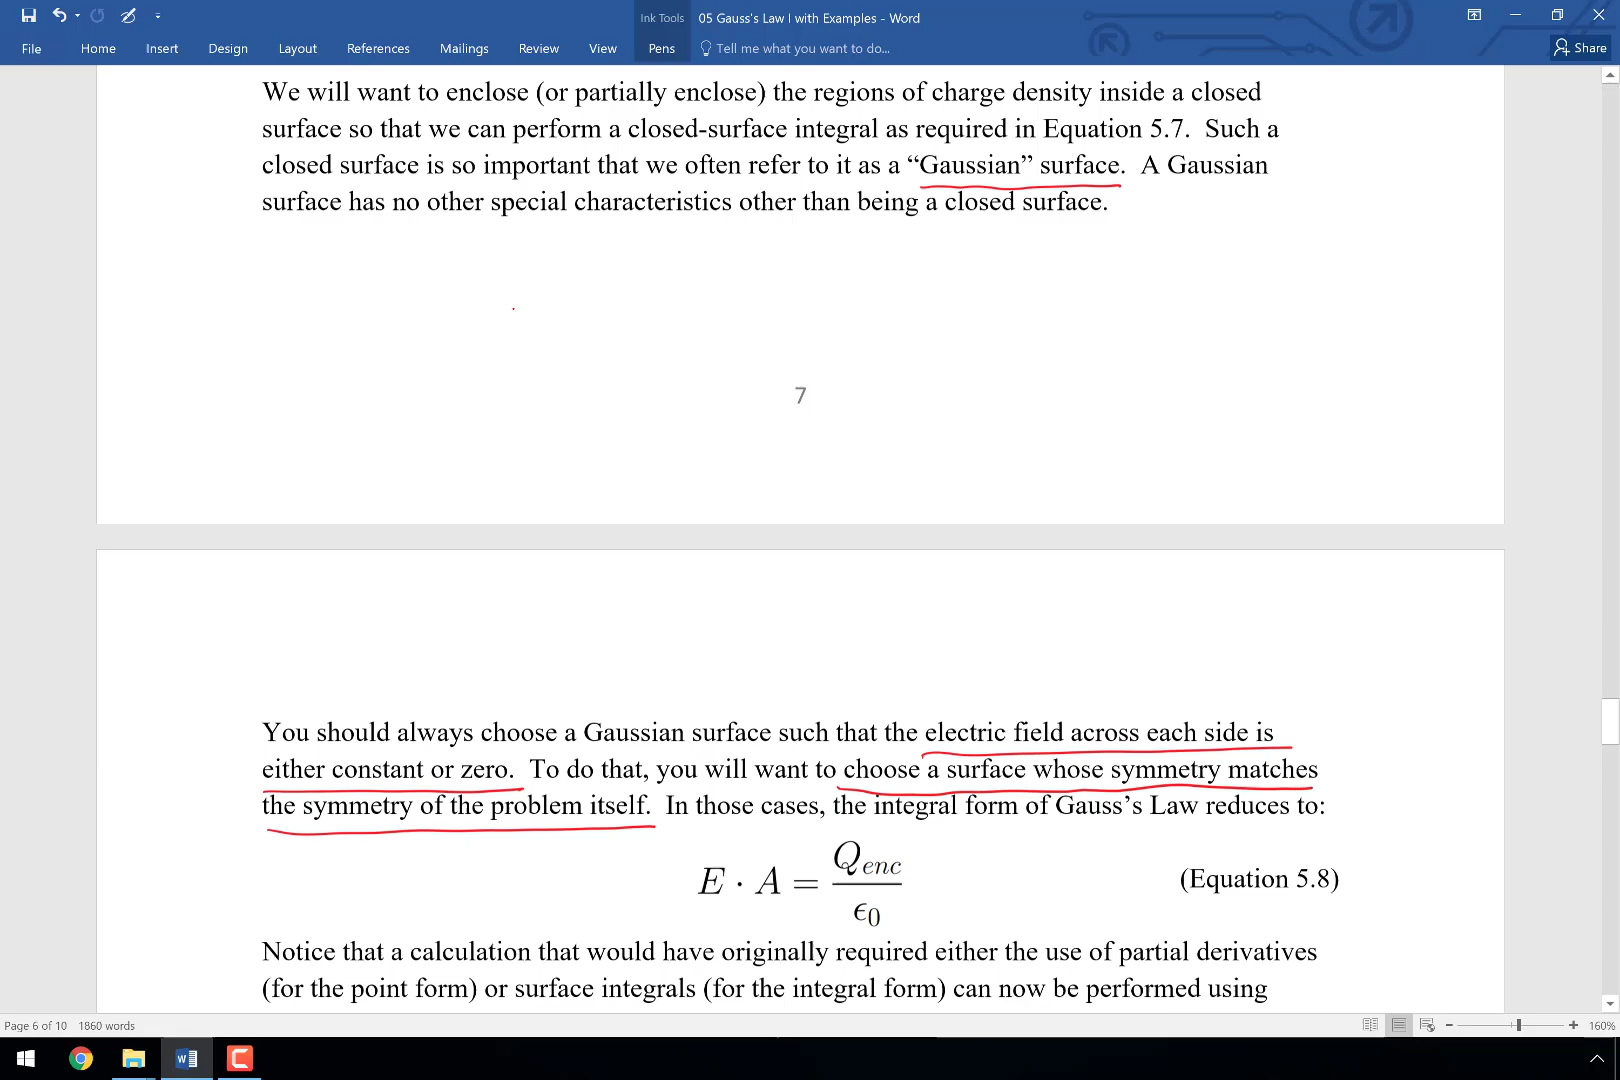 Ink Tools
05 Gauss's Law I with Examples - Word
File Home Insert Design Layout References Mailings Review View Pens Tell me what you want to do... Share
We will want to enclose (or partially enclose) the regions of charge density inside a closed
surface so that we can perform a closed-surface integral as required in Equation 5.7.  Such a
closed surface is so important that we often refer to it as a “Gaussian” surface.  A Gaussian
surface has no other special characteristics other than being a closed surface.
7
You should always choose a Gaussian surface such that the electric field across each side is
either constant or zero.  To do that, you will want to choose a surface whose symmetry matches
the symmetry of the problem itself.  In those cases, the integral form of Gauss’s Law reduces to:
E · A = Q_enc / ϵ_0 (Equation 5.8)
Notice that a calculation that would have originally required either the use of partial derivatives
(for the point form) or surface integrals (for the integral form) can now be performed using
Page 6 of 10 1860 words 160%